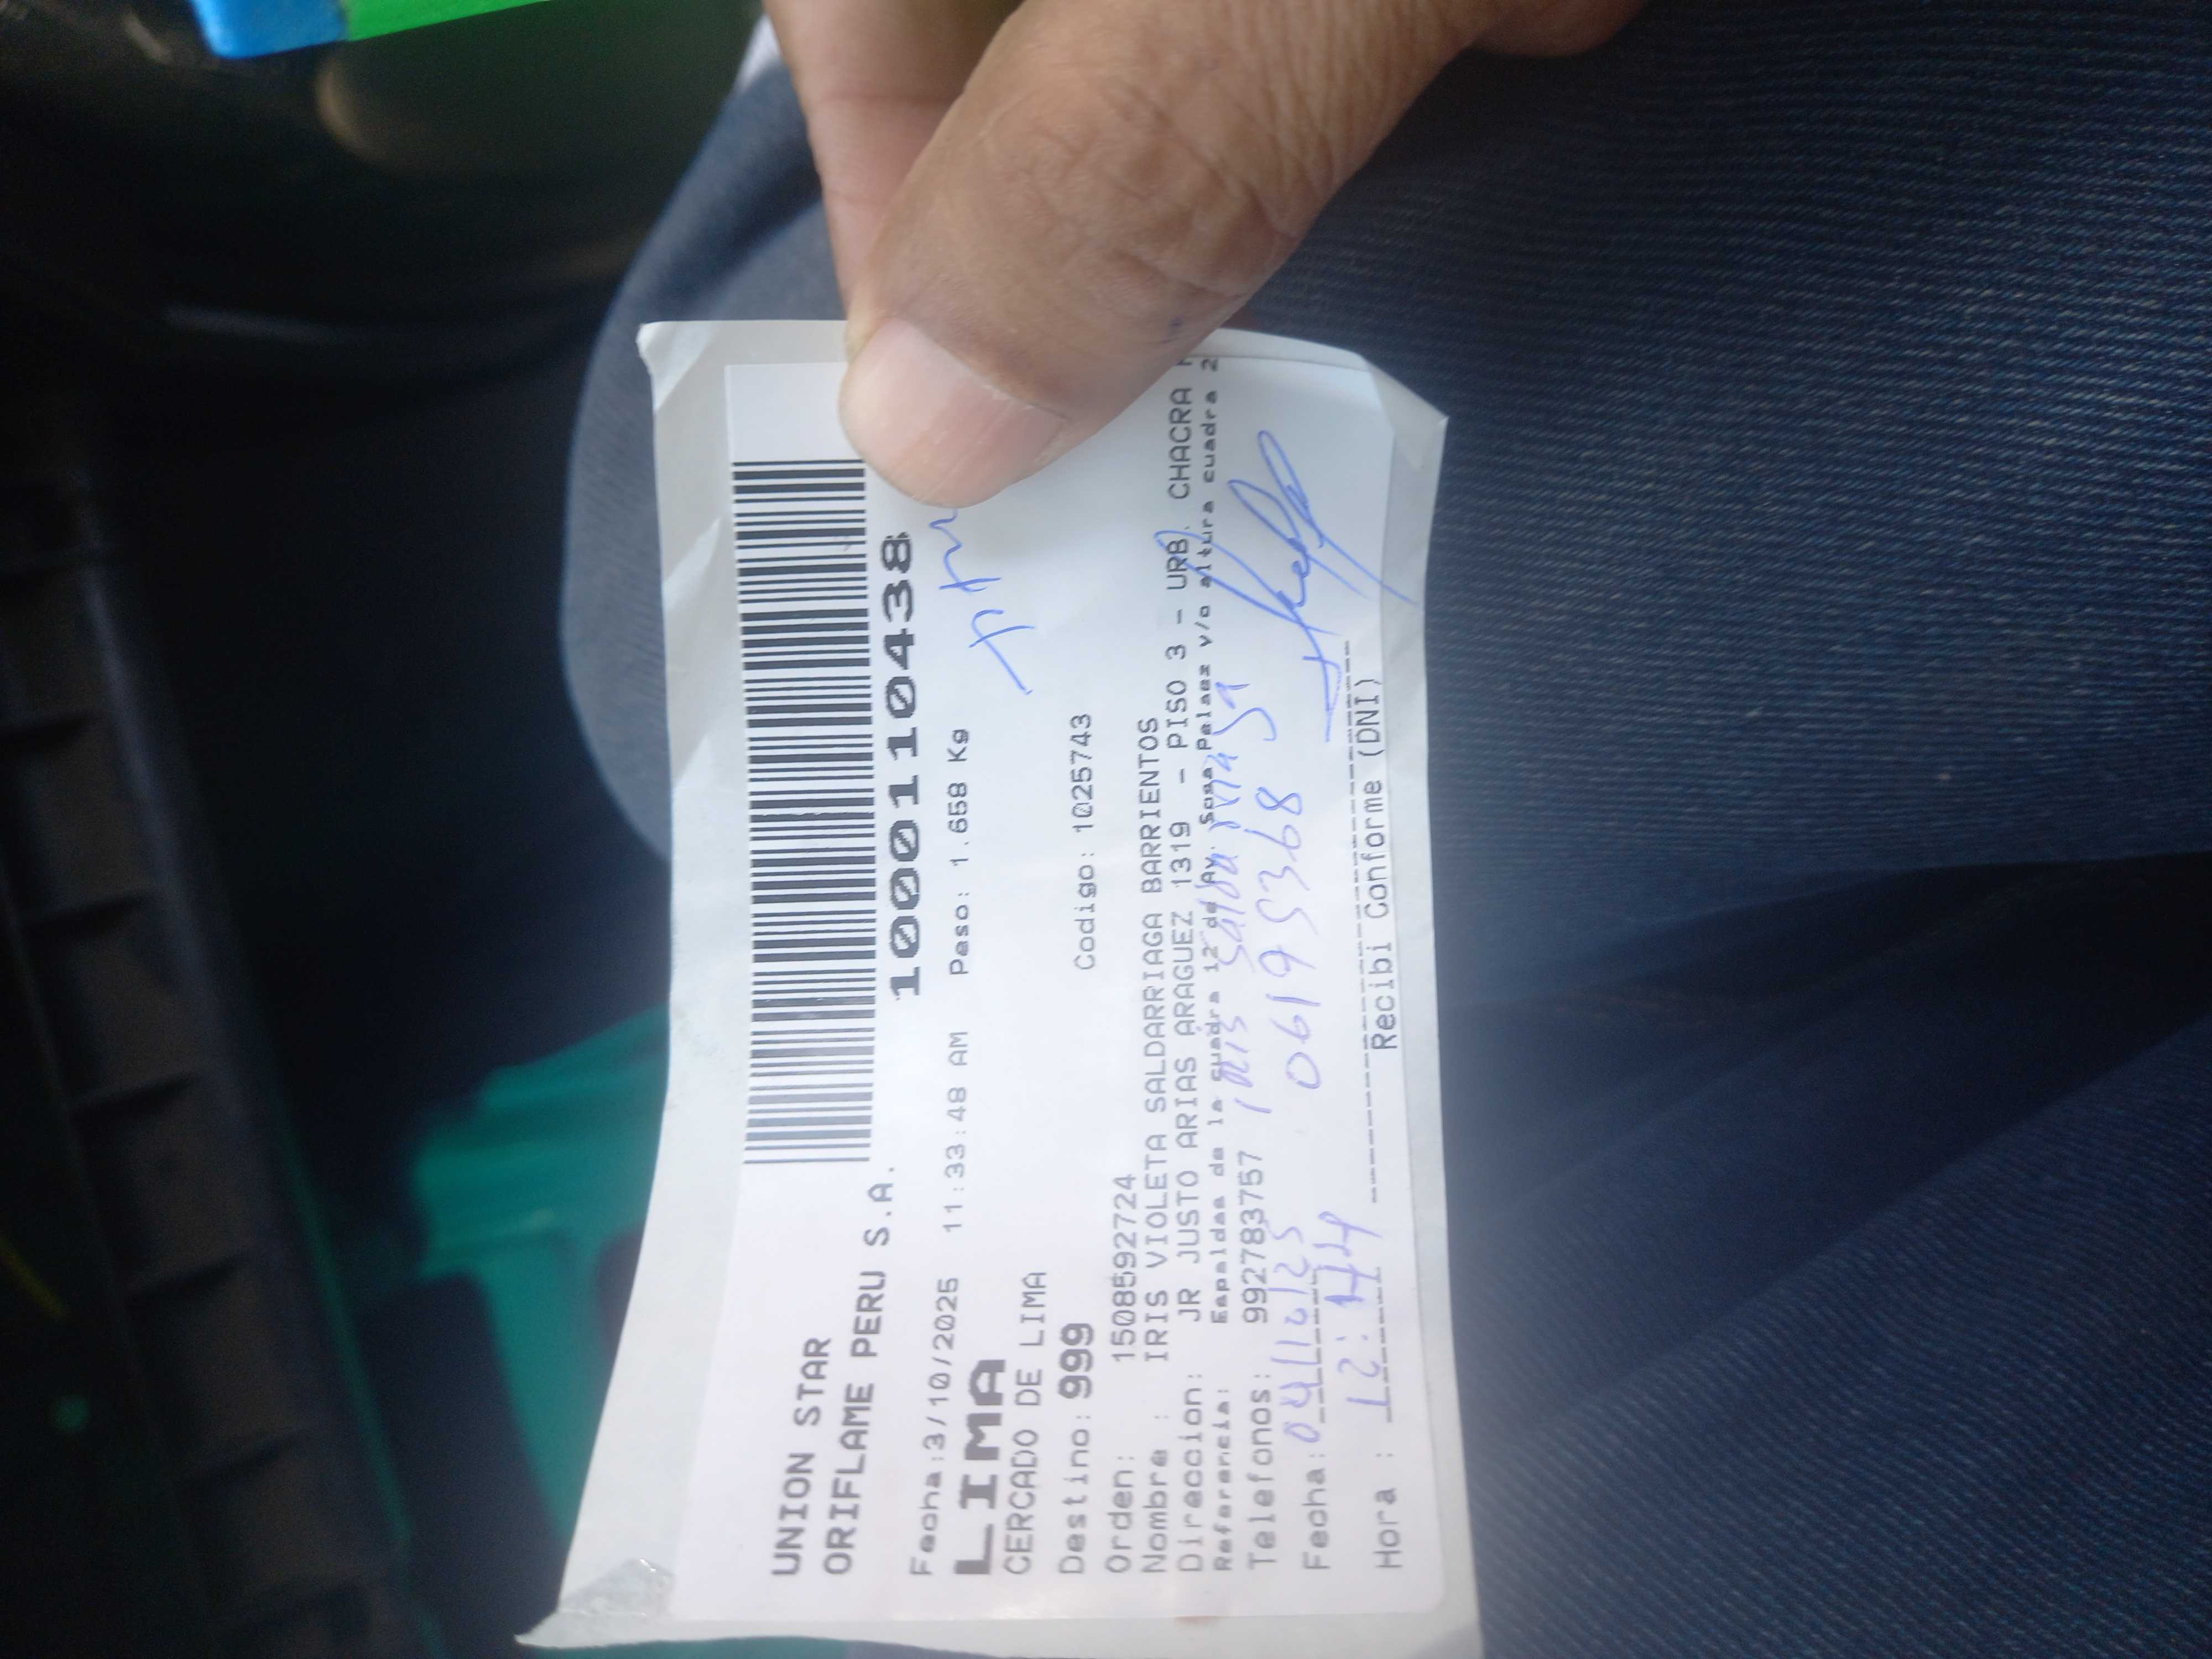 UNION STAR
ORIFLAME PERU S.A.
10001110438
Fecha:3/10/2025 11:33:48 AM Peso: 1.658 Kg
LIMA
CERCADO DE LIMA
Destino: 999 Codigo: 1025743
Orden: 1508592724
Nombre : IRIS VIOLETA SALDARRIAGA BARRIENTOS
Direccion: JR JUSTO ARIAS ARAGUEZ 1319 - PISO 3 - URB. CHACRA
Referencia: Espaldas de la cuadra 12 de Av. Sosa Pelaez v/o altura cuadra 2
Telefonos: 992783757
Fecha: 04/10/25 06195368
Hora : 12:44
Recibi Conforme (DNI)